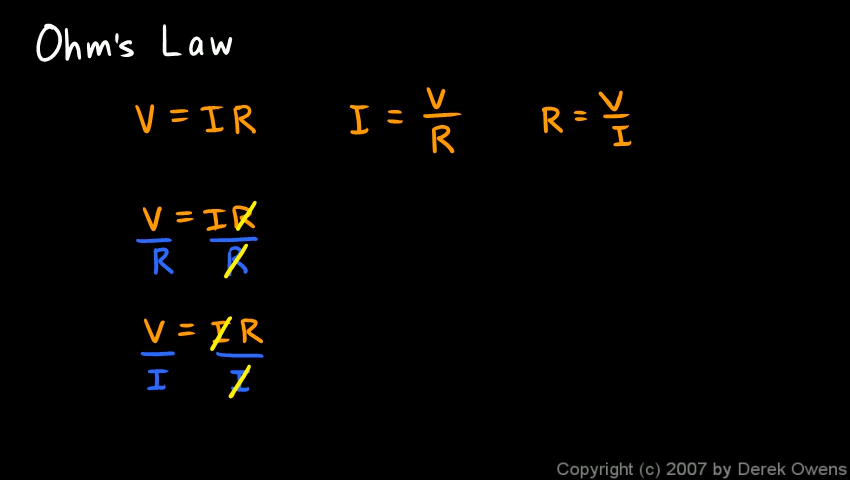 Ohm's Law
V = IR I = V/R R = V/I
V/R = IR/R
V/I = IR/I
Copyright (c) 2007 by Derek Owens